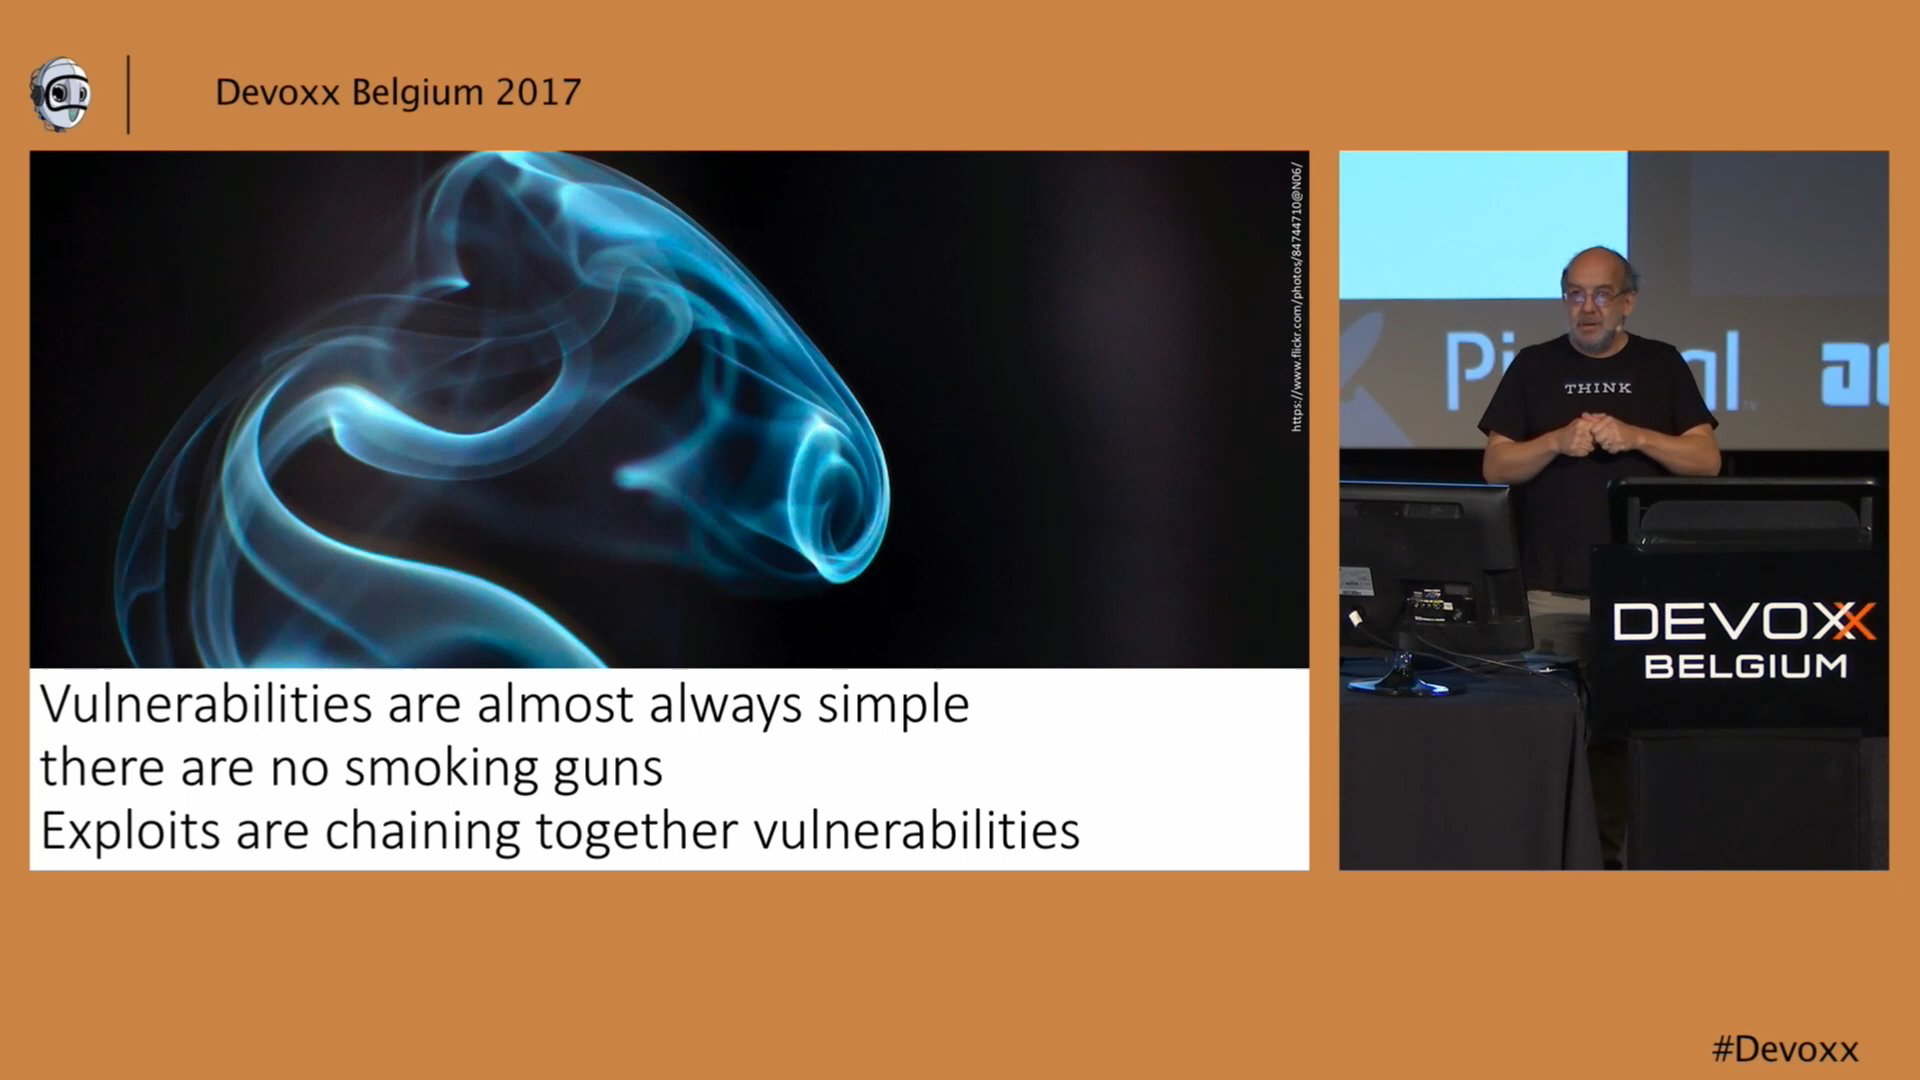 Devoxx Belgium 2017
https://www.flickr.com/photos/84744710@N06/
Vulnerabilities are almost always simple
there are no smoking guns
Exploits are chaining together vulnerabilities
THINK
DEVOXX
BELGIUM
#Devoxx